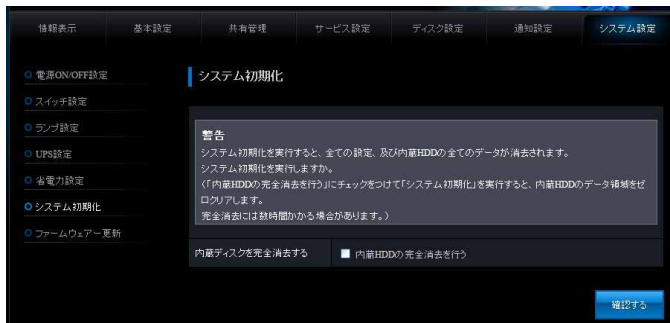 情報表示 基本設定 共有管理 サービス設定 ディスク設定 通知設定 システム設定
電源ON/OFF設定
スイッチ設定
ランプ設定
UPS設定
省電力設定
システム初期化
ファームウェアー更新
システム初期化
警告
システム初期化を実行すると、全ての設定、及び内蔵HDDの全てのデータが消去されます。
システム初期化を実行しますか。
(「内蔵HDDの完全消去を行う」にチェックをつけて「システム初期化」を実行すると、内蔵HDDのデータ領域をゼ
ロクリアします。
完全消去には数時間かかる場合があります。)
内蔵ディスクを完全消去する 内蔵HDDの完全消去を行う
確認する